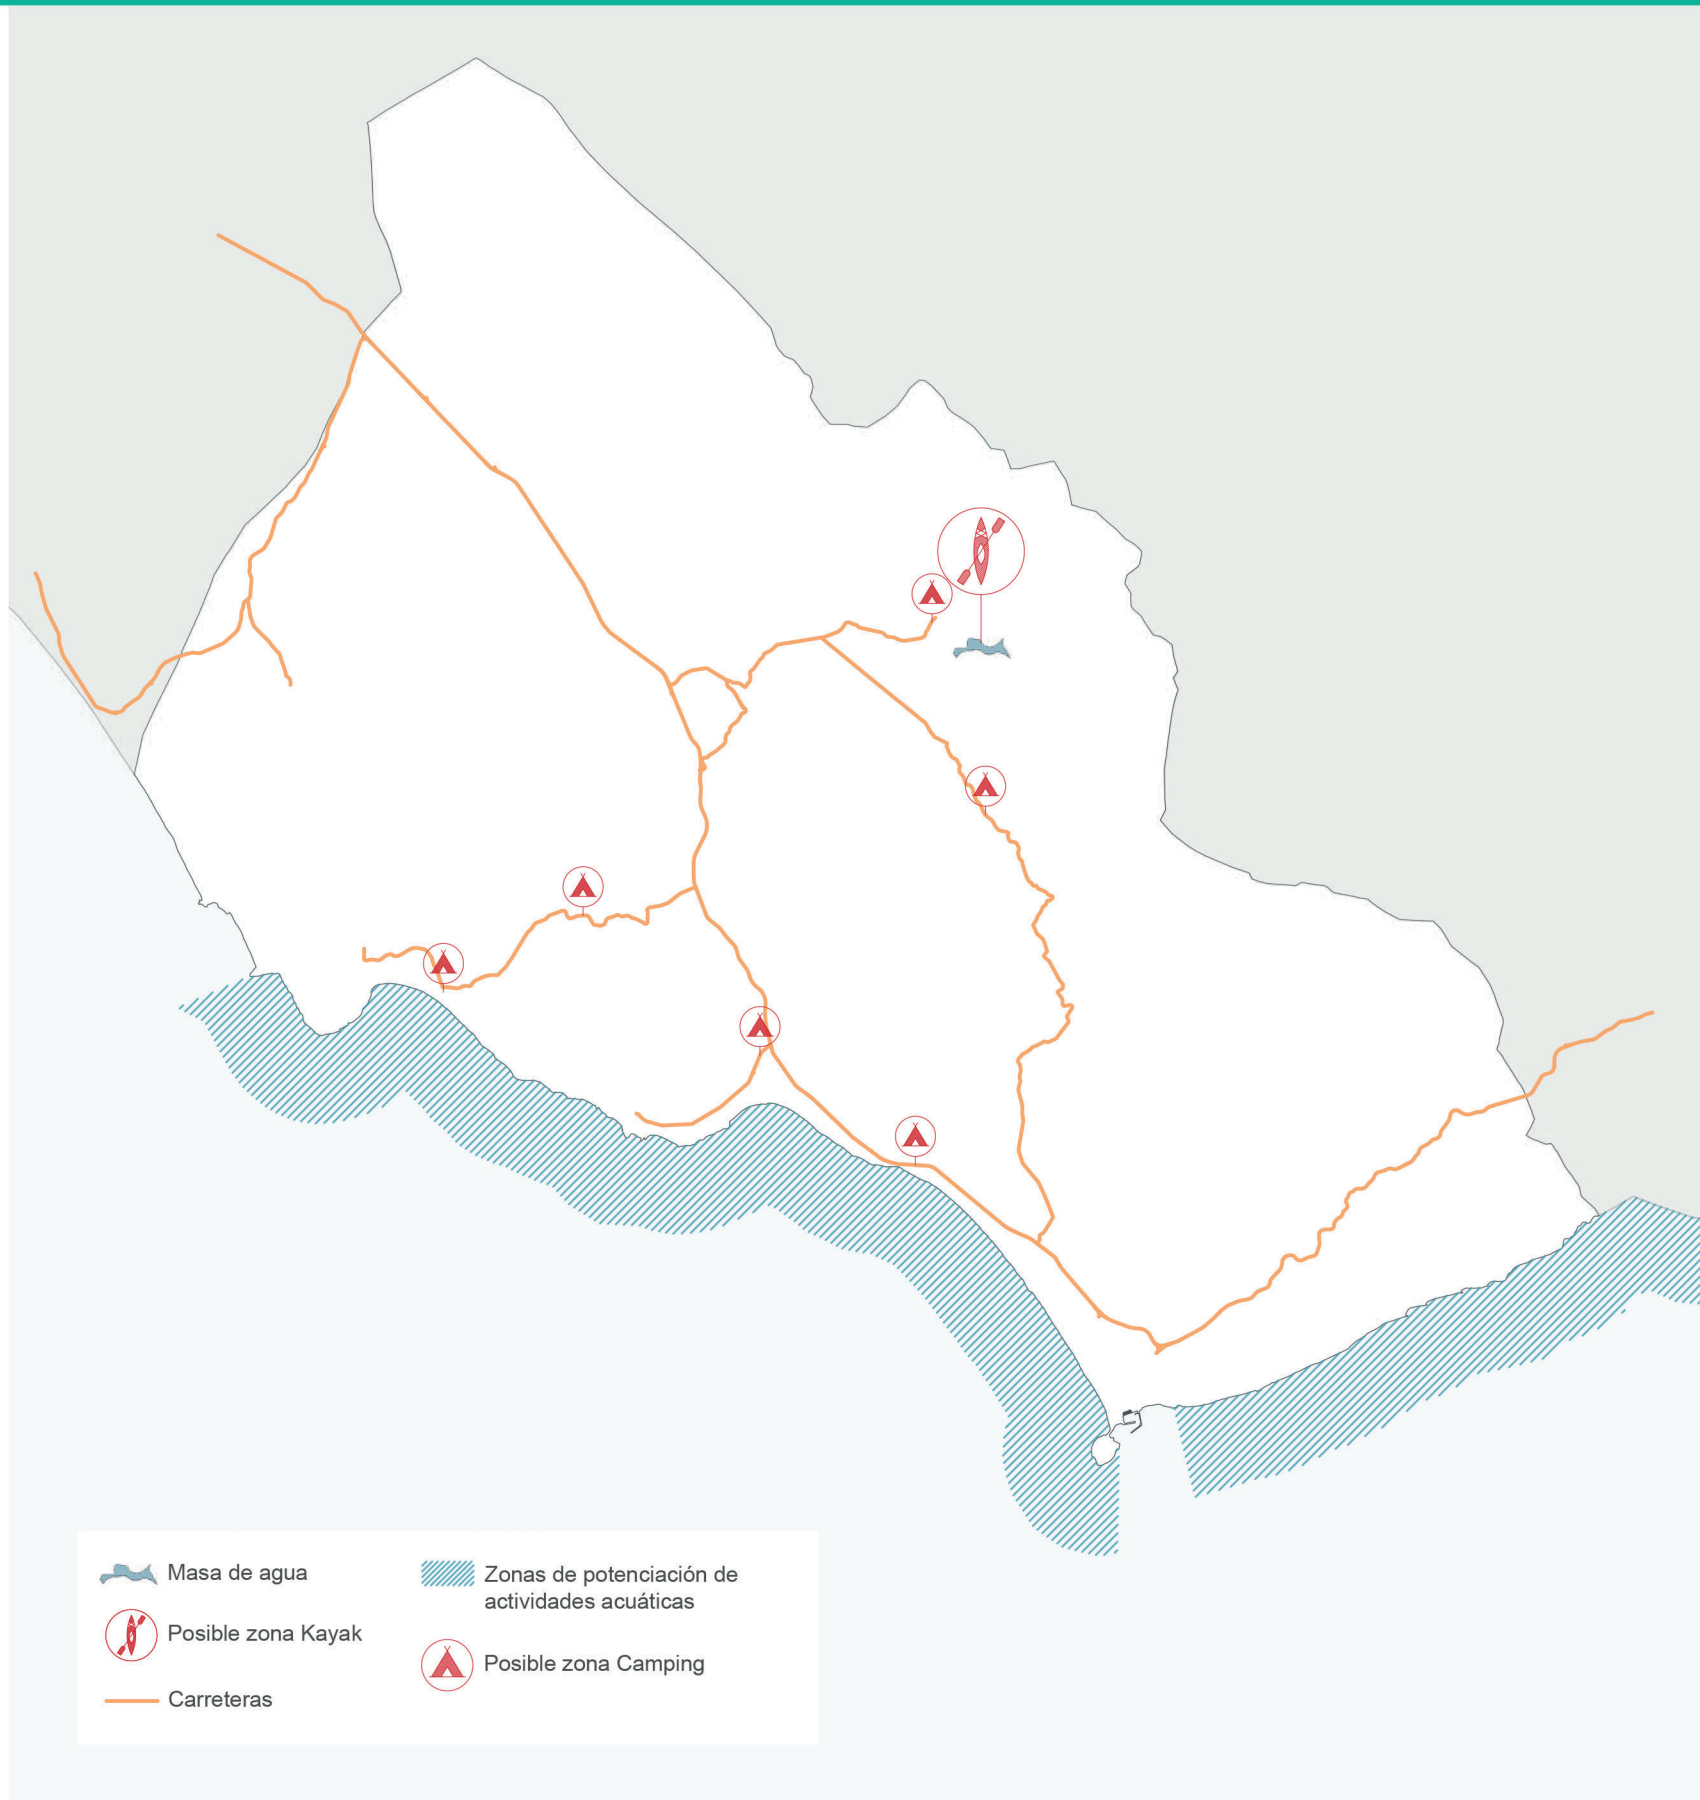 Masa de agua
Posible zona Kayak
Carreteras
Zonas de potenciación de
actividades acuáticas
Posible zona Camping